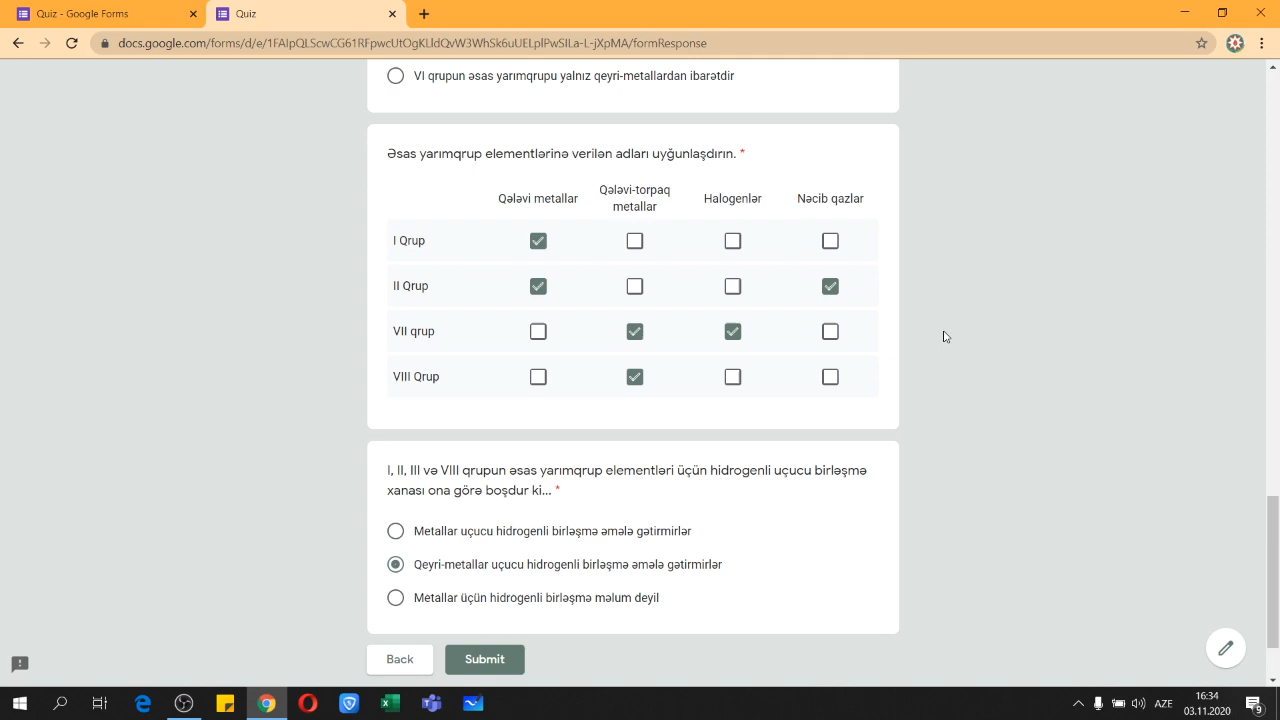 Quiz - Google Forms
Quiz
docs.google.com/forms/d/e/1FAIpQLScwCG61RFpwcUtOgKLldQvW3WhSk6uUELplPwSILa-L-jXpMA/formResponse
VI qrupun əsas yarımqrupu yalnız qeyri-metallardan ibarətdir
Əsas yarımqrup elementlərinə verilən adları uyğunlaşdırın. *
Qələvi metallar
Qələvi-torpaq
metallar
Halogenlər
Nəcib qazlar
I Qrup
II Qrup
VII qrup
VIII Qrup
I, II, III və VIII qrupun əsas yarımqrup elementləri üçün hidrogenli uçucu birləşmə
xanası ona görə boşdur ki... *
Metallar uçucu hidrogenli birləşmə əmələ gətirmirlər
Qeyri-metallar uçucu hidrogenli birləşmə əmələ gətirmirlər
Metallar üçün hidrogenli birləşmə məlum deyil
Back
Submit
AZE
16:34
03.11.2020
9